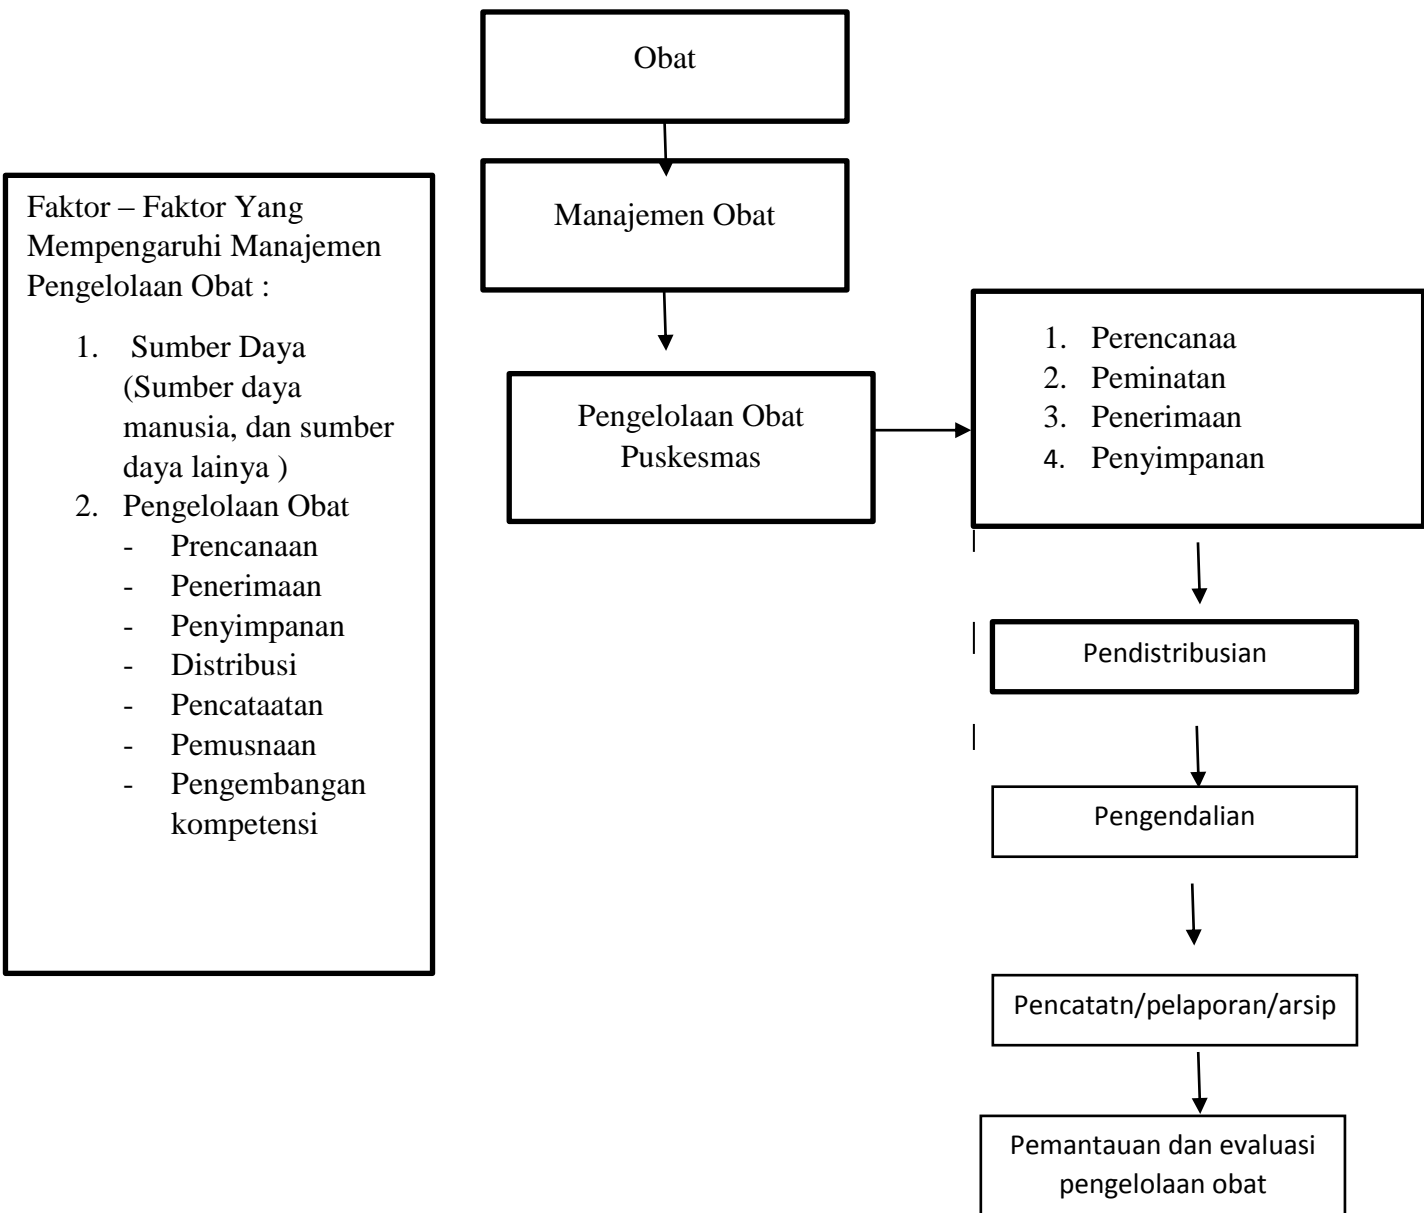 Obat
Manajemen Obat
Faktor – Faktor Yang
Mempengaruhi Manajemen
Pengelolaan Obat :
1. Sumber Daya
(Sumber daya
manusia, dan sumber
daya lainya )
2. Pengelolaan Obat
- Prencanaan
- Penerimaan
- Penyimpanan
- Distribusi
- Pencataatan
- Pemusnaan
- Pengembangan
kompetensi
Pengelolaan Obat
Puskesmas
1. Perencanaa
2. Peminatan
3. Penerimaan
4. Penyimpanan
Pendistribusian
Pengendalian
Pencatatn/pelaporan/arsip
Pemantauan dan evaluasi
pengelolaan obat